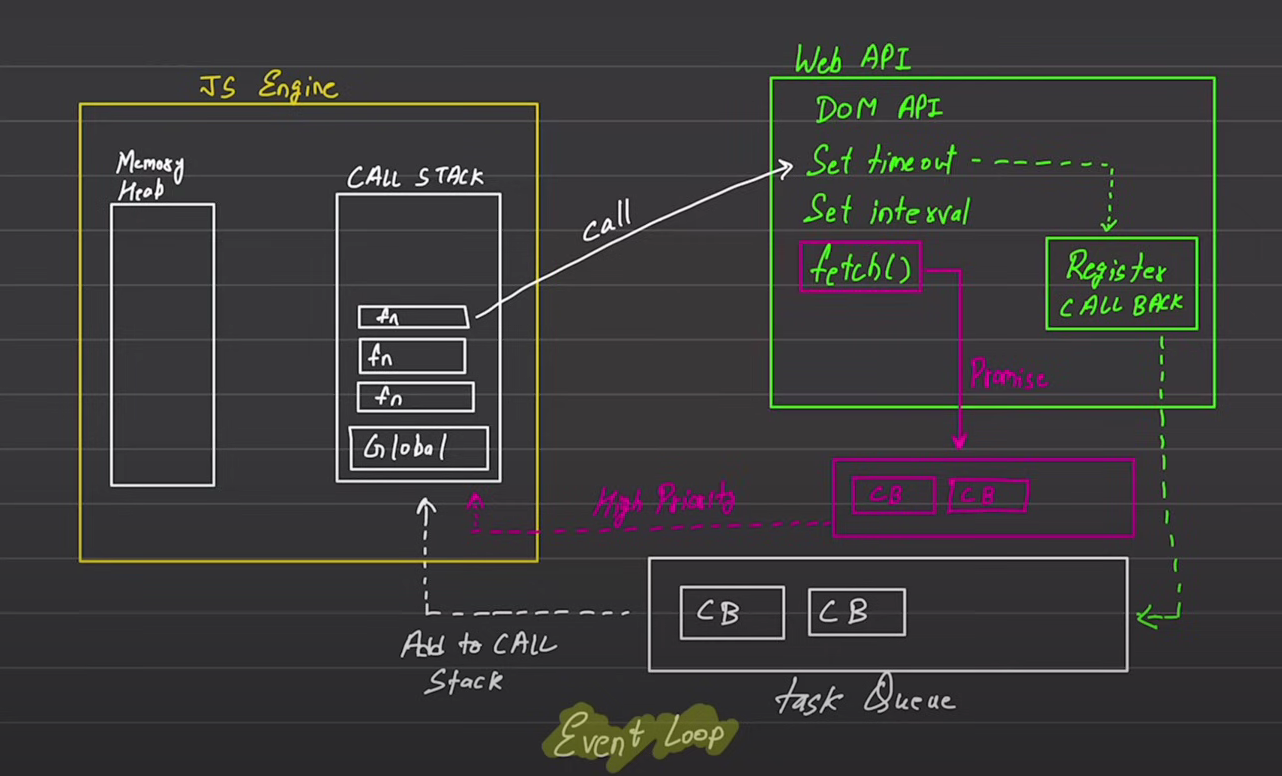 JS Engine
Memory
Heab
CALL STACK
fn
fn
fn
Global
call
Web API
DOM API
Set timeout
Set interval
fetch()
Register
CALL BACK
Promise
CB CB
High Priority
CB CB
Add to CALL
Stack
task Queue
Event Loop